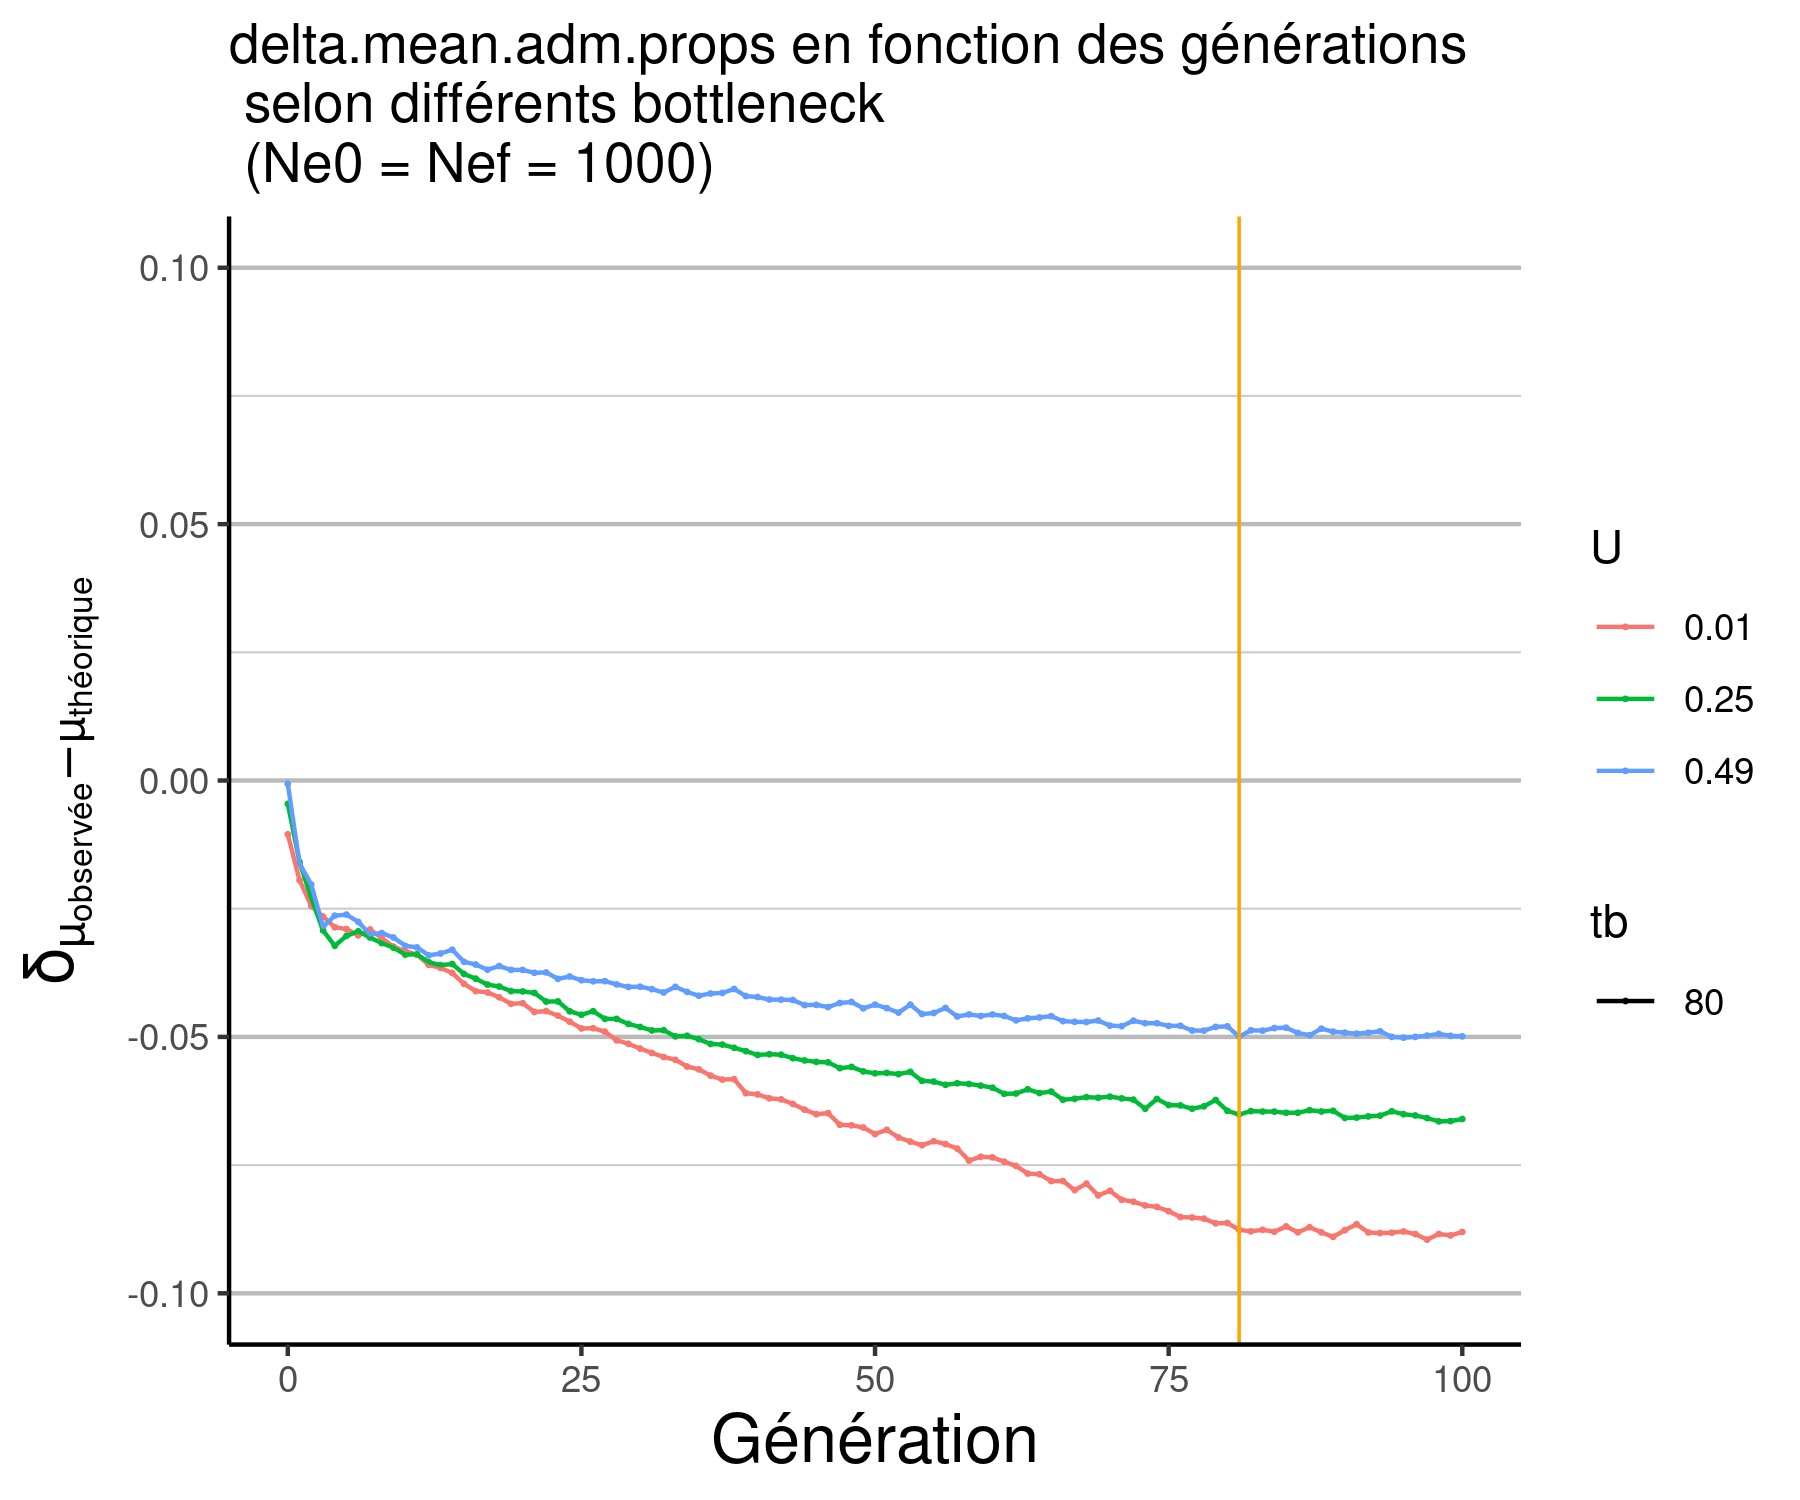 delta.mean.adm.props en fonction des générations
selon différents bottleneck
(Ne0 = Nef = 1000)
0.10
0.05
0.00
-0.05
-0.10
δμobservée−μthéorique
0 25 50 75 100
Génération
U
0.01
0.25
0.49
tb
80